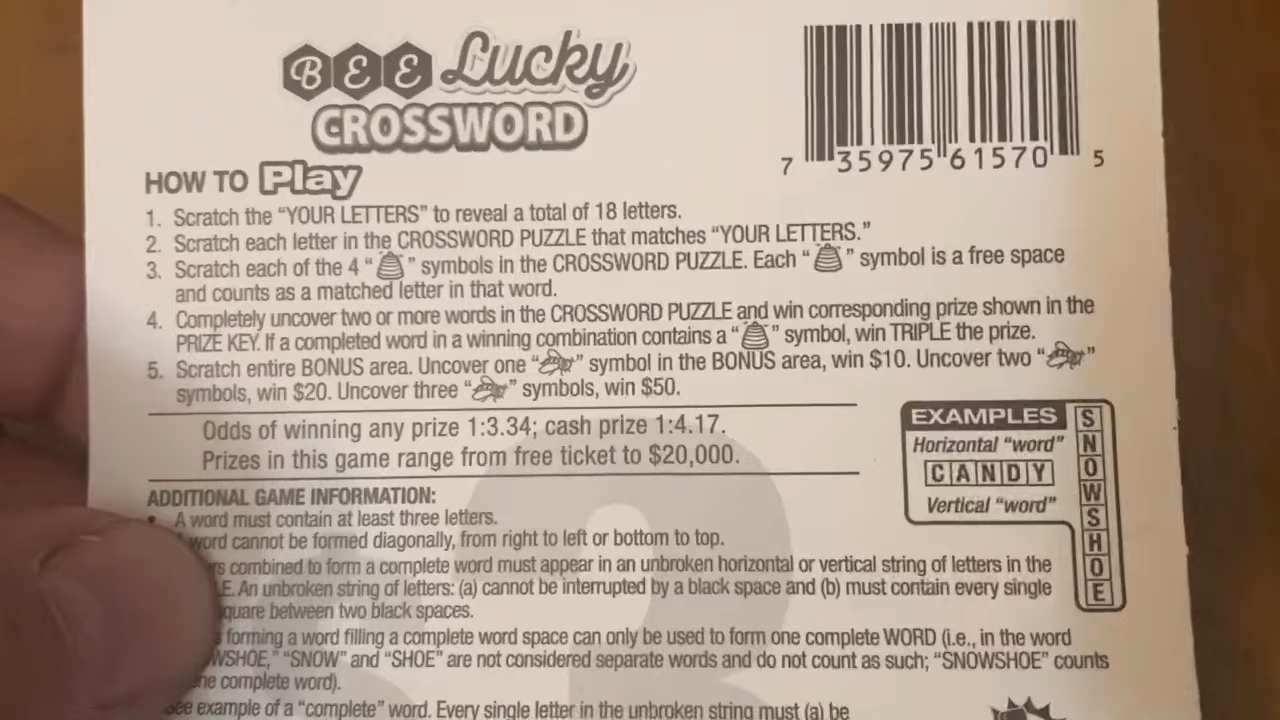 BEE Lucky
CROSSWORD
7 35975 61570 5
HOW TO Play
1. Scratch the “YOUR LETTERS” to reveal a total of 18 letters.
2. Scratch each letter in the CROSSWORD PUZZLE that matches “YOUR LETTERS.”
3. Scratch each of the 4 “ ” symbols in the CROSSWORD PUZZLE. Each “ ” symbol is a free space
and counts as a matched letter in that word.
4. Completely uncover two or more words in the CROSSWORD PUZZLE and win corresponding prize shown in the
PRIZE KEY. If a completed word in a winning combination contains a “ ” symbol, win TRIPLE the prize.
5. Scratch entire BONUS area. Uncover one “ ” symbol in the BONUS area, win $10. Uncover two “ ”
symbols, win $20. Uncover three “ ” symbols, win $50.
Odds of winning any prize 1:3.34; cash prize 1:4.17.
Prizes in this game range from free ticket to $20,000.
EXAMPLES
Horizontal “word”
CANDY
Vertical “word”
SNOWSHOE
ADDITIONAL GAME INFORMATION:
• A word must contain at least three letters.
word cannot be formed diagonally, from right to left or bottom to top.
combined to form a complete word must appear in an unbroken horizontal or vertical string of letters in the
An unbroken string of letters: (a) cannot be interrupted by a black space and (b) must contain every single
between two black spaces.
forming a word filling a complete word space can only be used to form one complete WORD (i.e., in the word
“SNOW” and “SHOE” are not considered separate words and do not count as such; “SNOWSHOE” counts
complete word).
See example of a “complete” word. Every single letter in the unbroken string must (a) be